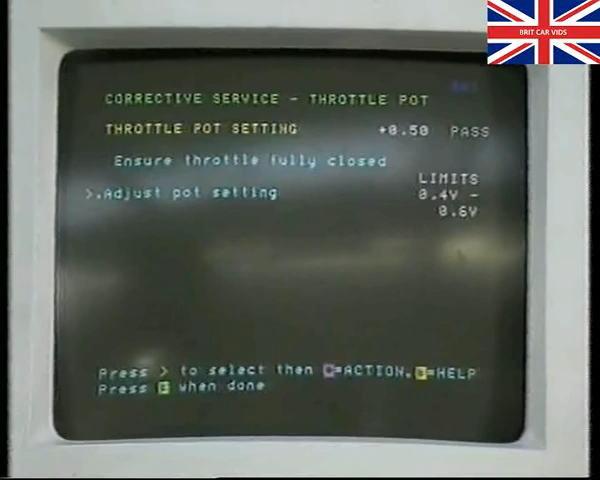 BRIT CAR VIDS
CORRECTIVE SERVICE - THROTTLE POT
THROTTLE POT SETTING +0.50 PASS
Ensure throttle fully closed
LIMITS
>.Adjust pot setting 0.4V -
0.6V
Press > to select then =ACTION, =HELP
Press when done